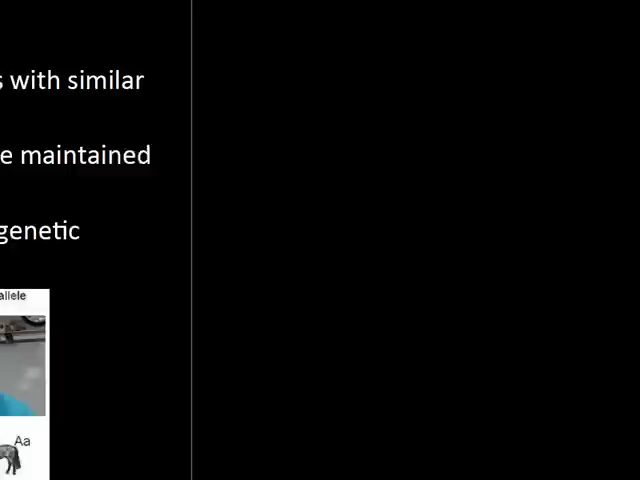 s with similar
e maintained
genetic
allele
Aa